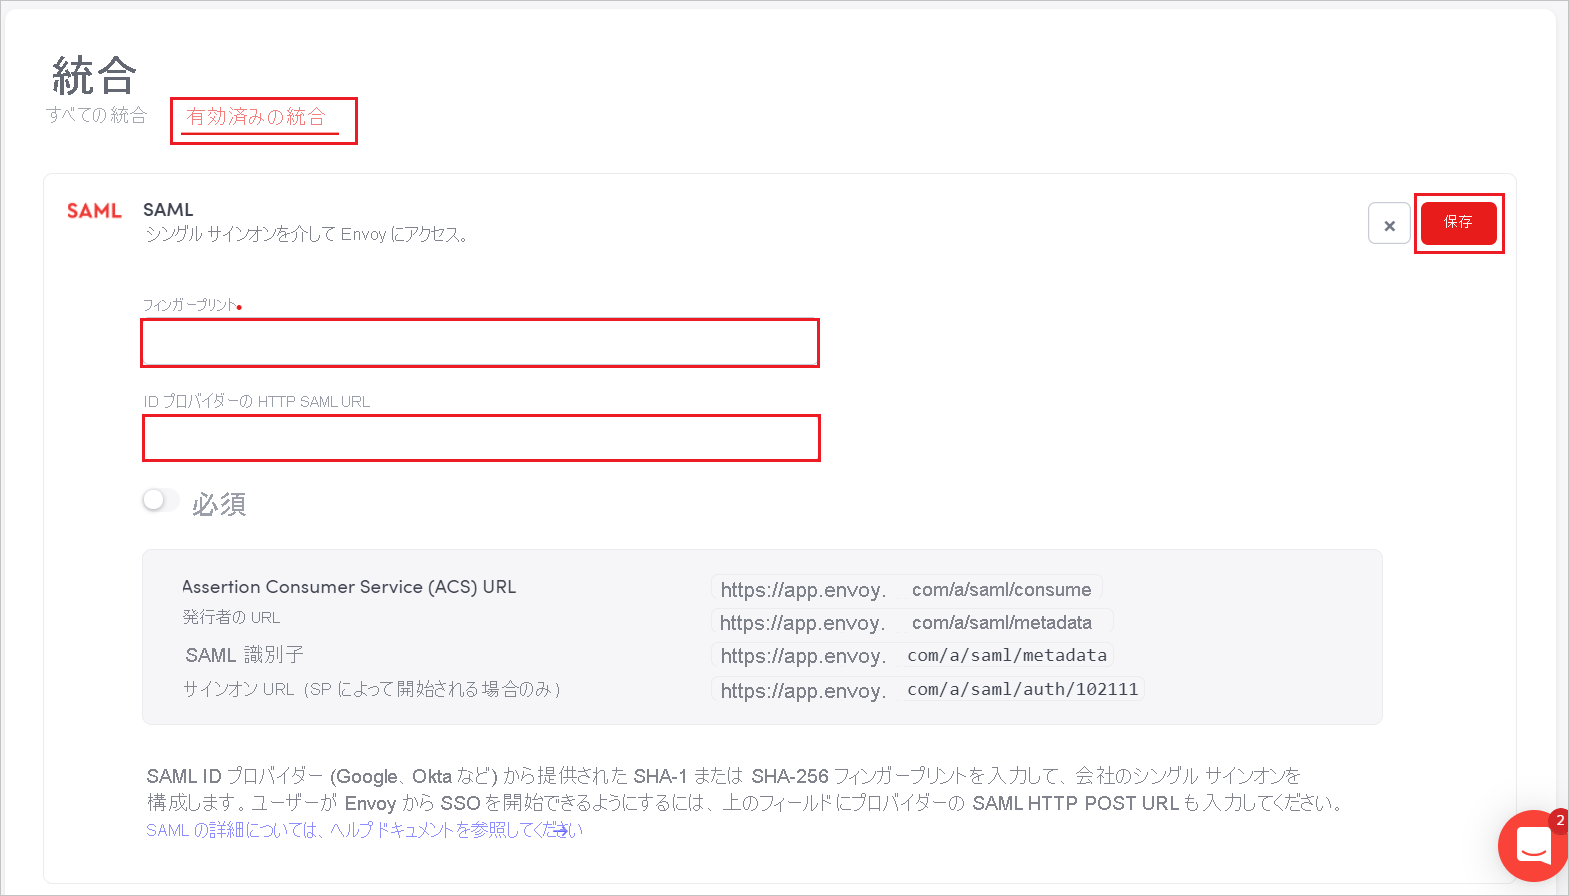 統合
すべての統合 有効済みの統合
SAML SAML
シングル サインオンを介して Envoy にアクセス。
× 保存
フィンガープリント
ID プロバイダーの HTTP SAML URL
必須
Assertion Consumer Service (ACS) URL https://app.envoy. com/a/saml/consume
発行者の URL https://app.envoy. com/a/saml/metadata
SAML 識別子 https://app.envoy. com/a/saml/metadata
サインオン URL (SP によって開始される場合のみ) https://app.envoy. com/a/saml/auth/102111
SAML ID プロバイダー (Google、Okta など) から提供された SHA-1 または SHA-256 フィンガープリントを入力して、会社のシングル サインオンを
構成します。ユーザーが Envoy から SSO を開始できるようにするには、上のフィールドにプロバイダーの SAML HTTP POST URL も入力してください。
SAML の詳細については、ヘルプ ドキュメントを参照してください
2